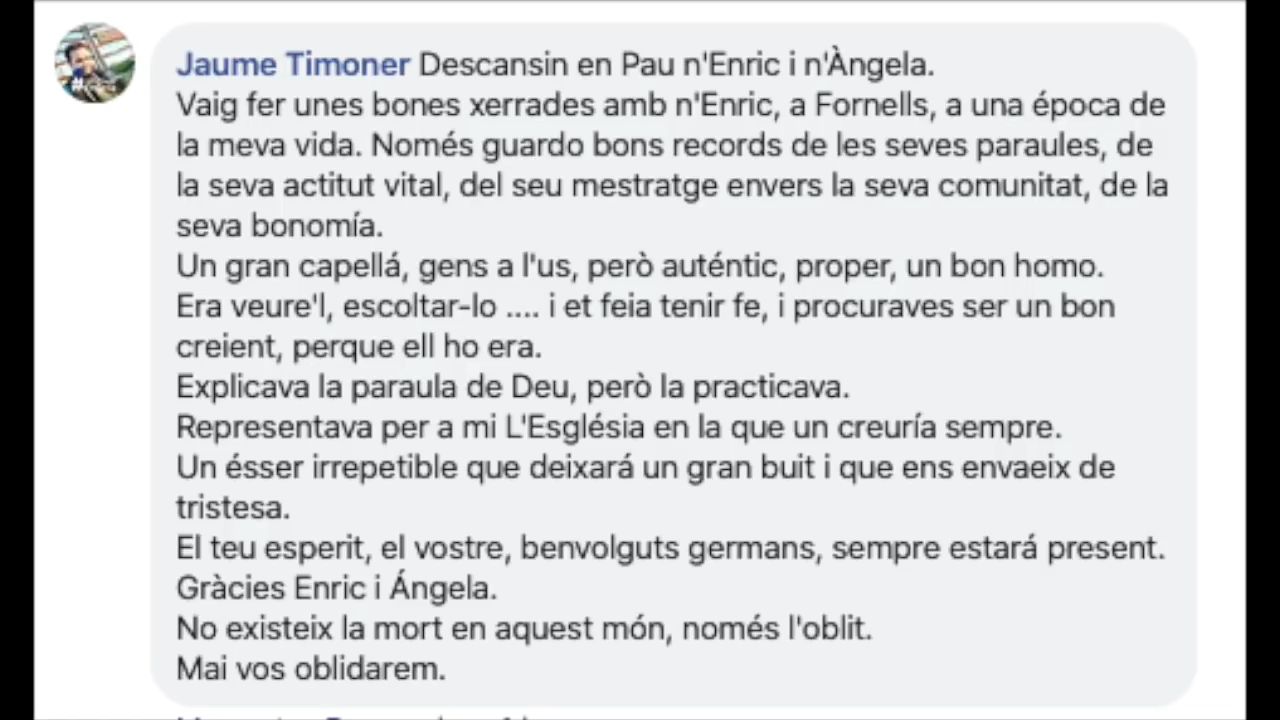 Jaume Timoner Descansin en Pau n'Enric i n'Àngela.
Vaig fer unes bones xerrades amb n'Enric, a Fornells, a una época de
la meva vida. Només guardo bons records de les seves paraules, de
la seva actitut vital, del seu mestratge envers la seva comunitat, de la
seva bonomía.
Un gran capellá, gens a l'us, però auténtic, proper, un bon homo.
Era veure'l, escoltar-lo .... i et feia tenir fe, i procuraves ser un bon
creient, perque ell ho era.
Explicava la paraula de Deu, però la practicava.
Representava per a mi L'Església en la que un creuría sempre.
Un ésser irrepetible que deixará un gran buit i que ens envaeix de
tristesa.
El teu esperit, el vostre, benvolguts germans, sempre estará present.
Gràcies Enric i Ángela.
No existeix la mort en aquest món, només l'oblit.
Mai vos oblidarem.